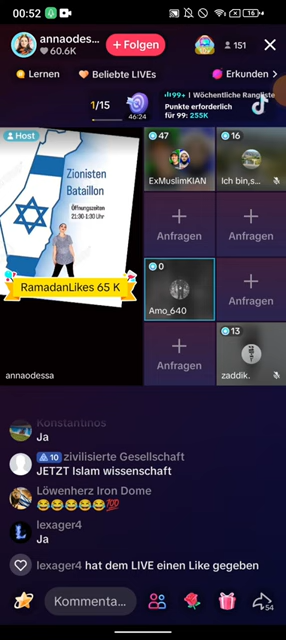 00:52
16
annaodes...
60.6K
+ Folgen
151
Lernen
Beliebte LIVEs
Erkunden
1/15
46:24
99+ | Wöchentliche Rangliste
Punkte erforderlich
für 99: 255K
Host
Zionisten
Bataillon
Öffnungszeiten
21:30-1:30 Uhr
RamadanLikes 65 K
annaodessa
47
ExMuslimKIAN
16
Ich bin,s...
Anfragen
Anfragen
0
Amo_640
Anfragen
Anfragen
13
zaddik.
Konstantinos
Ja
10 zivilisierte Gesellschaft
JETZT Islam wissenschaft
Löwenherz Iron Dome
😂😂😂😂😂💯
lexager4
Ja
lexager4 hat dem LIVE einen Like gegeben
Kommenta...
54